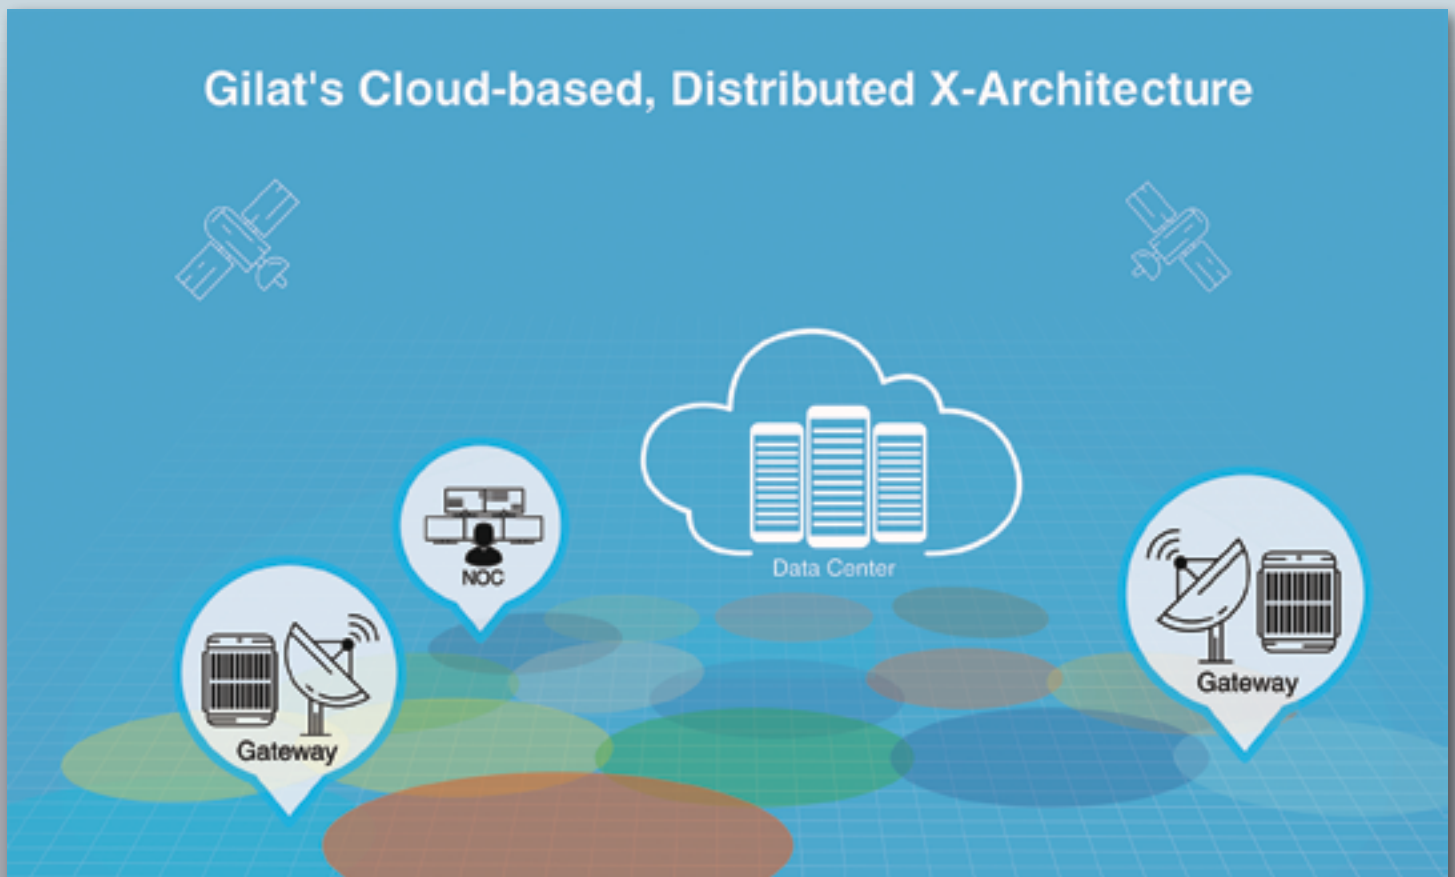 Gilat's Cloud-based, Distributed X-Architecture
NOC
Data Center
Gateway
Gateway